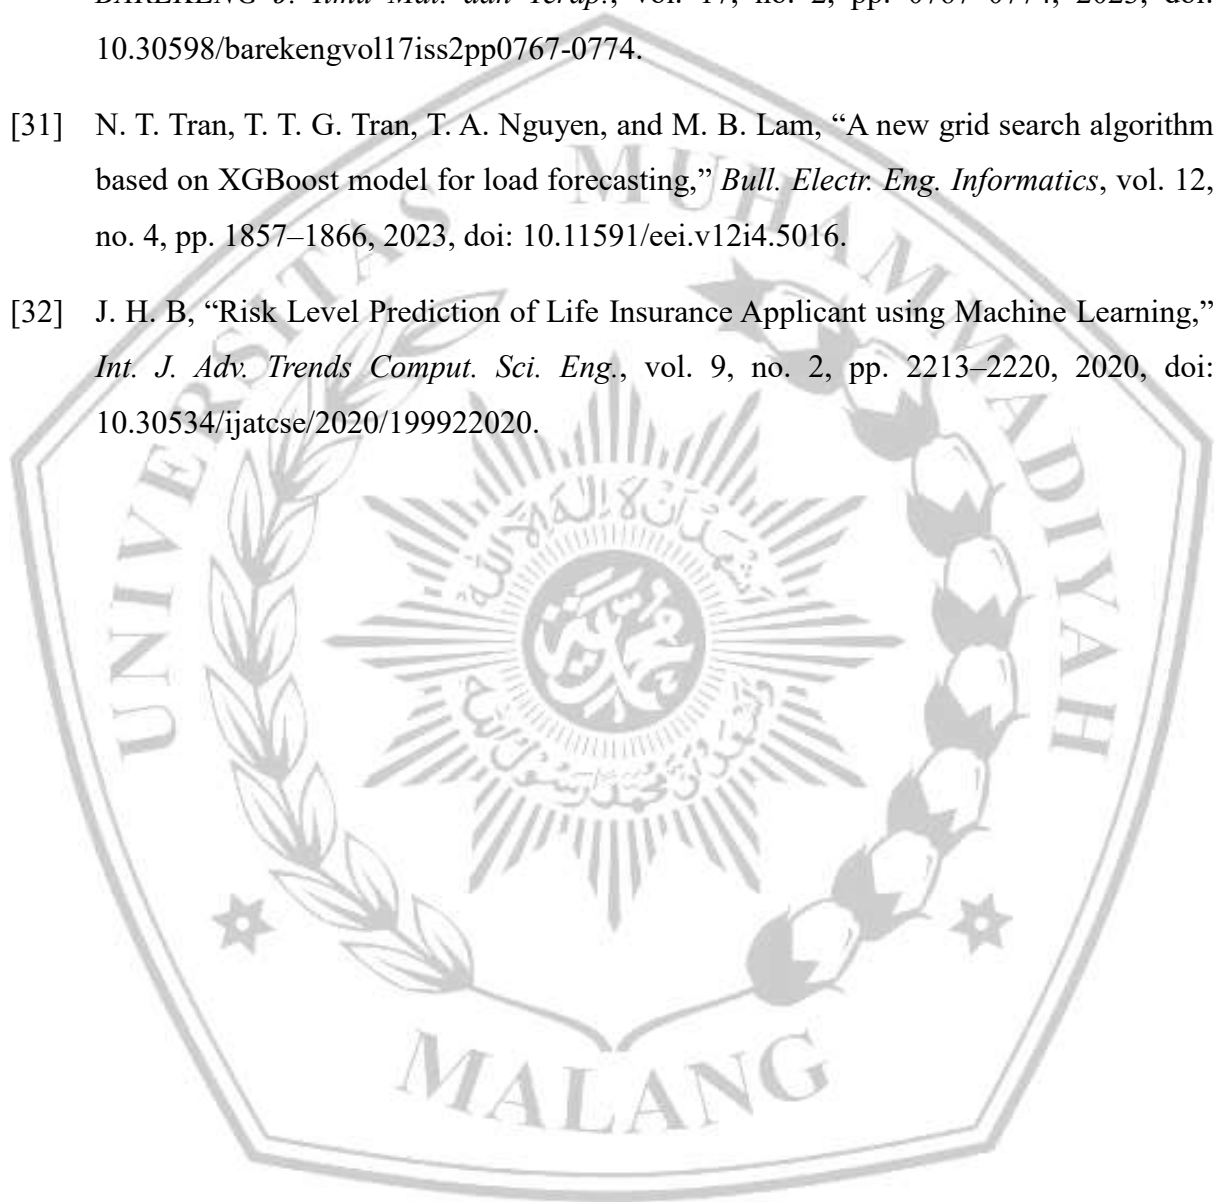 BAREKENG J. Ilmu Mat. dan Terap., vol. 17, no. 2, pp. 0767–0774, 2023, doi:
10.30598/barekengvol17iss2pp0767-0774.
[31] N. T. Tran, T. T. G. Tran, T. A. Nguyen, and M. B. Lam, “A new grid search algorithm
based on XGBoost model for load forecasting,” Bull. Electr. Eng. Informatics, vol. 12,
no. 4, pp. 1857–1866, 2023, doi: 10.11591/eei.v12i4.5016.
[32] J. H. B, “Risk Level Prediction of Life Insurance Applicant using Machine Learning,”
Int. J. Adv. Trends Comput. Sci. Eng., vol. 9, no. 2, pp. 2213–2220, 2020, doi:
10.30534/ijatcse/2020/199922020.
UNIVERSITAS MUHAMMADIYAH
MALANG